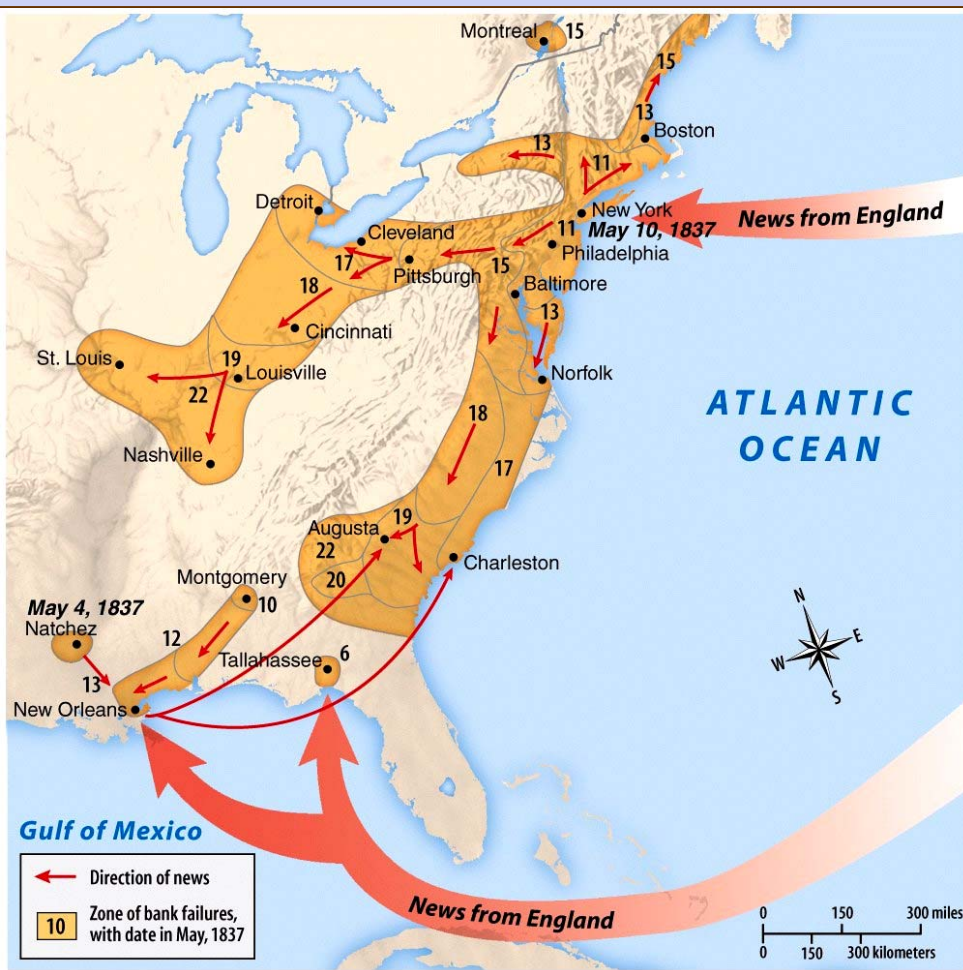 Montreal
15
15
13
Boston
13
11
Detroit
New York
May 10, 1837
News from England
Cleveland
11
Philadelphia
17
Pittsburgh
15
Baltimore
18
13
Cincinnati
St. Louis
19
Louisville
Norfolk
22
ATLANTIC
OCEAN
18
Nashville
17
19
Augusta
22
Charleston
20
Montgomery
10
May 4, 1837
Natchez
12
Tallahassee
6
13
New Orleans
N
E
W
S
Gulf of Mexico
Direction of news
10
Zone of bank failures,
with date in May, 1837
News from England
0 150 300 miles
0 150 300 kilometers